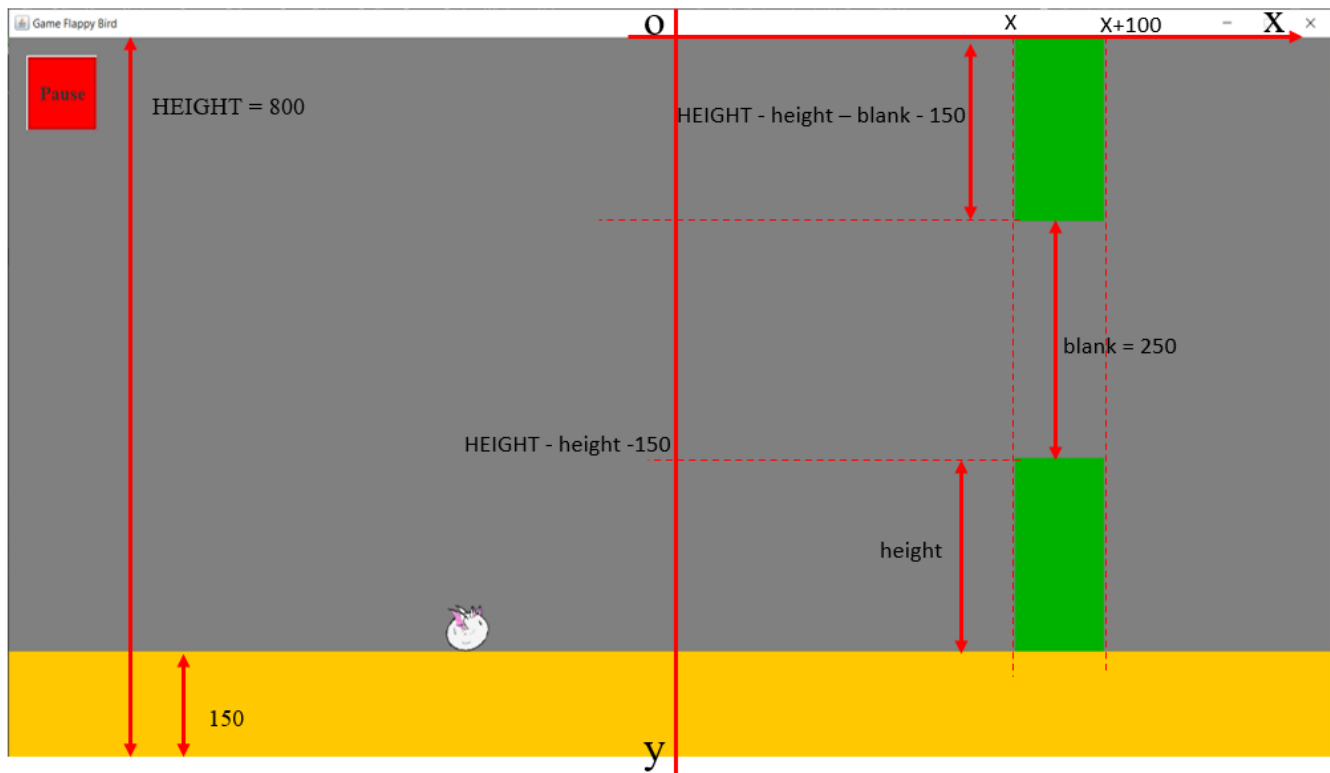 Game Flappy Bird
O
X
X+100
X
Pause
HEIGHT = 800
HEIGHT - height – blank - 150
blank = 250
HEIGHT - height -150
height
150
y